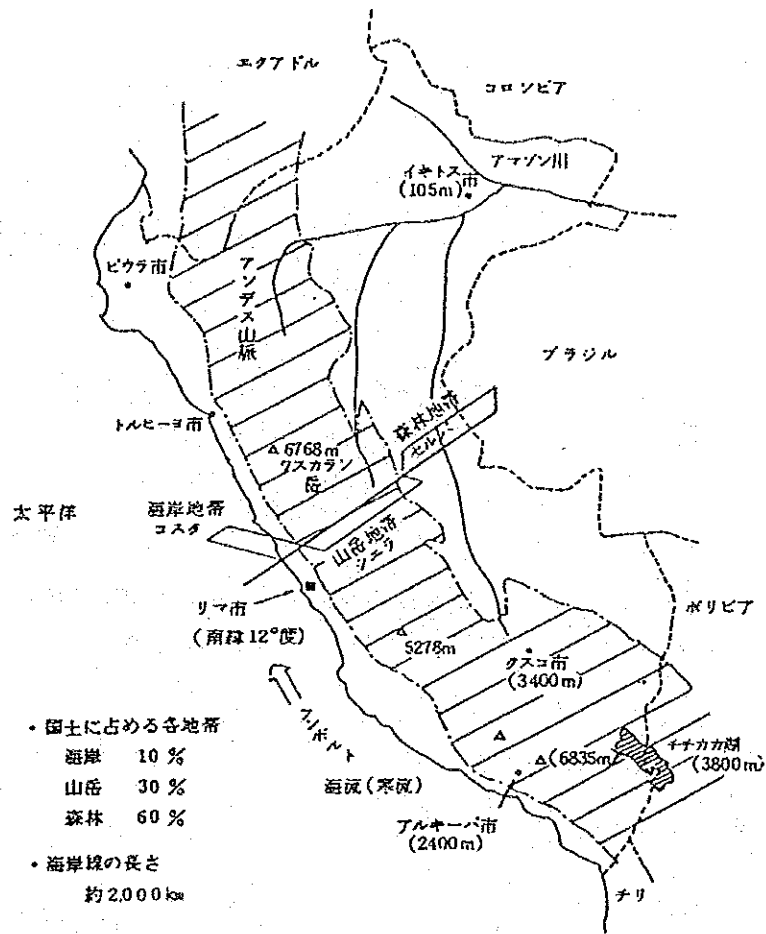 エクアドル
コロンビア
アマゾン川
イキトス市
(105m)
ピウラ市
アンデス山脈
ブラジル
トルヒーヨ市
森林地帯
セルバ
△6768m
ワスカラン
岳
太平洋
海岸地帯
コスタ
山岳地帯
シエラ
リマ市
(南緯12°度)
ボリビア
5278m
クスコ市
(3400m)
フンボルト
海流(寒流)
△(6835m)
チチカカ湖
(3800m)
アルキーパ市
(2400m)
チリ
・国土に占める各地帯
海岸 10%
山岳 30%
森林 60%
・海岸線の長さ
約2,000km